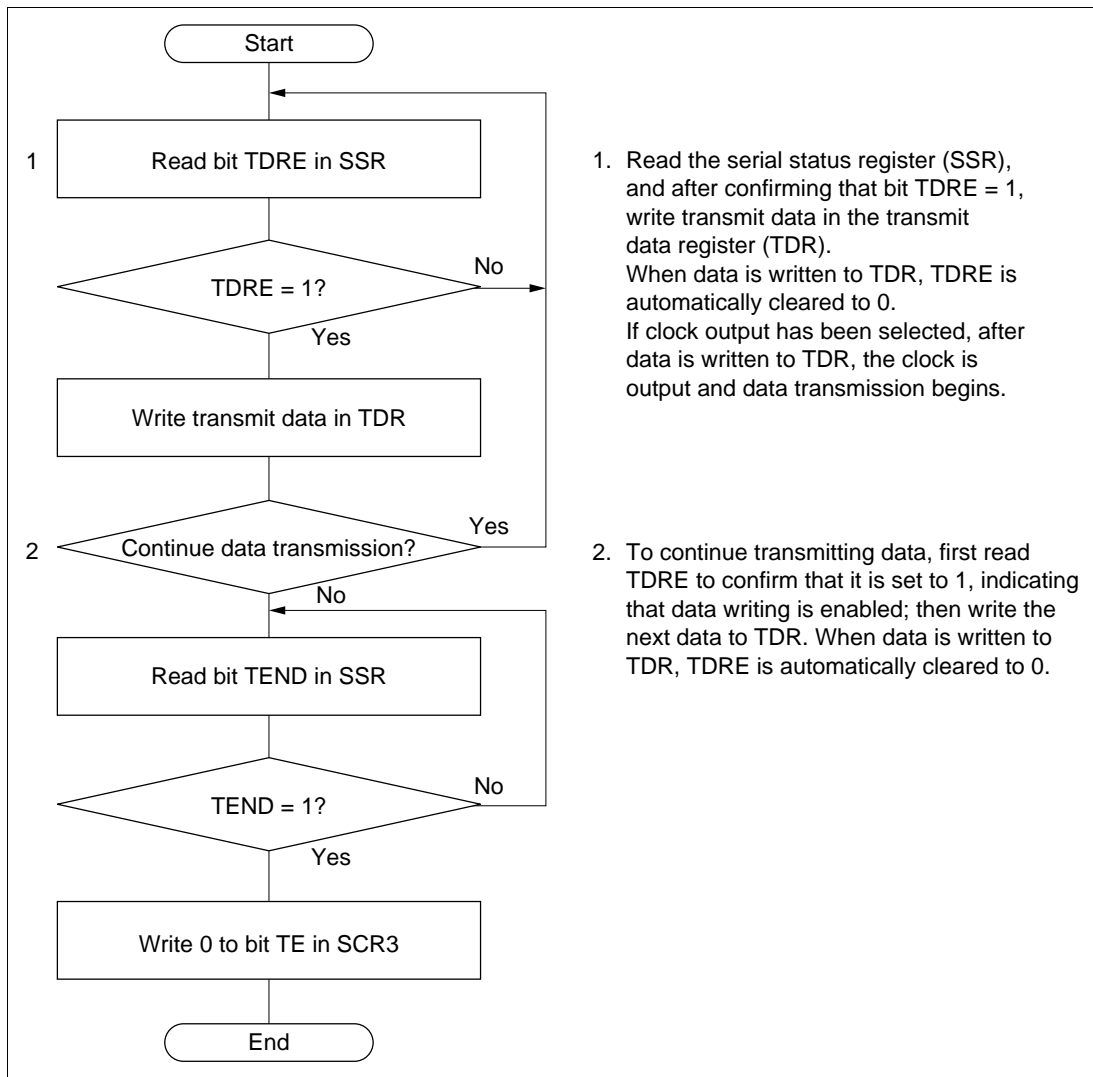 Start
1
Read bit TDRE in SSR
TDRE = 1?
No
Yes
Write transmit data in TDR
2
Continue data transmission?
Yes
No
Read bit TEND in SSR
TEND = 1?
No
Yes
Write 0 to bit TE in SCR3
End
1. Read the serial status register (SSR),
and after confirming that bit TDRE = 1,
write transmit data in the transmit
data register (TDR).
When data is written to TDR, TDRE is
automatically cleared to 0.
If clock output has been selected, after
data is written to TDR, the clock is
output and data transmission begins.
2. To continue transmitting data, first read
TDRE to confirm that it is set to 1, indicating
that data writing is enabled; then write the
next data to TDR. When data is written to
TDR, TDRE is automatically cleared to 0.